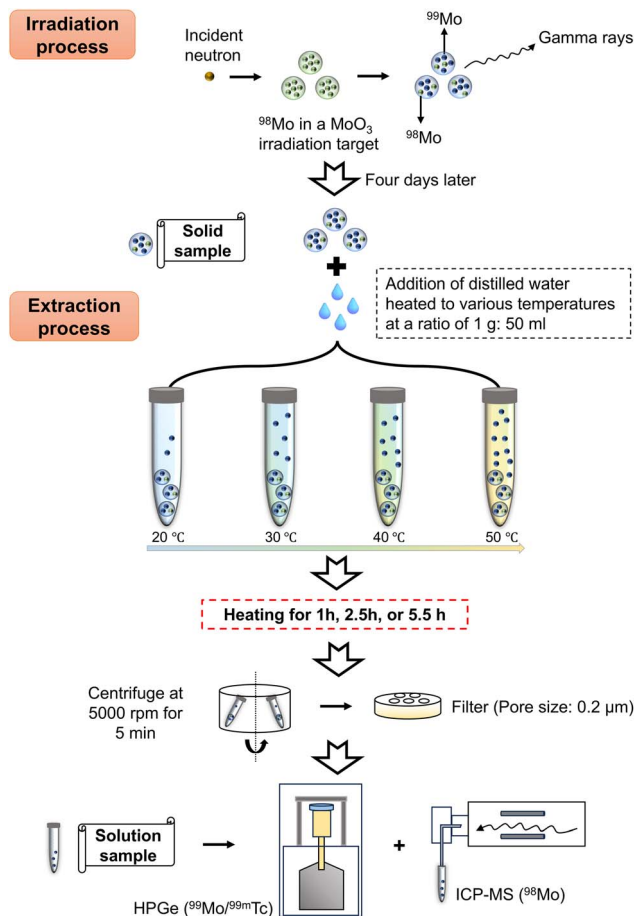 Irradiation
process
Incident
neutron
⁹⁹Mo
Gamma rays
⁹⁸Mo in a MoO₃
irradiation target
⁹⁸Mo
Four days later
Solid
sample
Extraction
process
Addition of distilled water
heated to various temperatures
at a ratio of 1 g: 50 ml
20 ℃
30 ℃
40 ℃
50 ℃
Heating for 1h, 2.5h, or 5.5 h
Centrifuge at
5000 rpm for
5 min
Filter (Pore size: 0.2 μm)
Solution
sample
HPGe (⁹⁹Mo/⁹⁹ᵐTc)
ICP-MS (⁹⁸Mo)